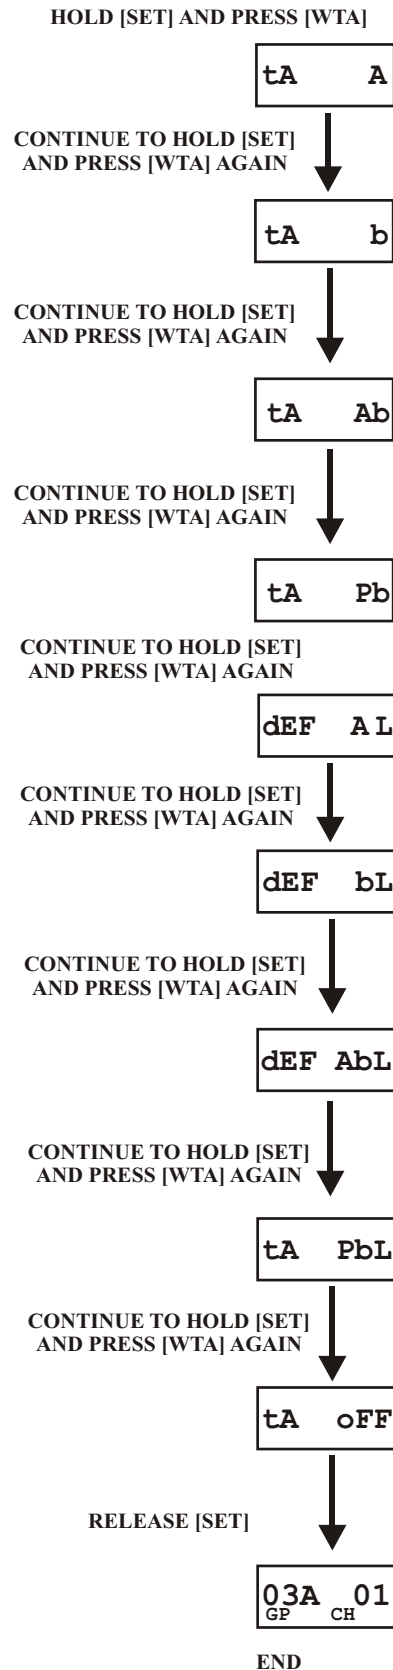 HOLD [SET] AND PRESS [WTA]
tA A
CONTINUE TO HOLD [SET]
AND PRESS [WTA] AGAIN
tA b
CONTINUE TO HOLD [SET]
AND PRESS [WTA] AGAIN
tA Ab
CONTINUE TO HOLD [SET]
AND PRESS [WTA] AGAIN
tA Pb
CONTINUE TO HOLD [SET]
AND PRESS [WTA] AGAIN
dEF A L
CONTINUE TO HOLD [SET]
AND PRESS [WTA] AGAIN
dEF bL
CONTINUE TO HOLD [SET]
AND PRESS [WTA] AGAIN
dEF AbL
CONTINUE TO HOLD [SET]
AND PRESS [WTA] AGAIN
tA PbL
CONTINUE TO HOLD [SET]
AND PRESS [WTA] AGAIN
tA oFF
RELEASE [SET]
03A 01
GP CH
END